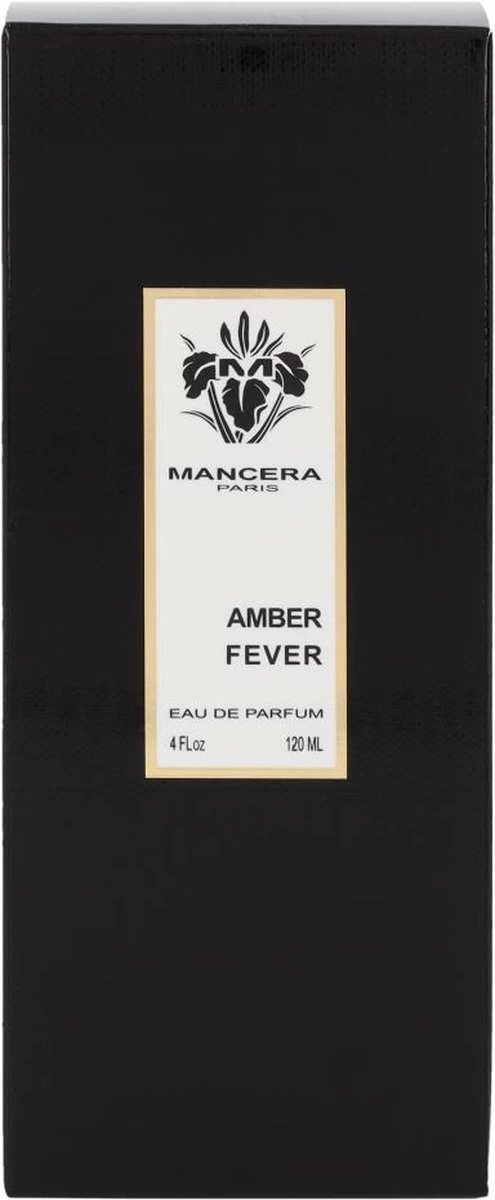 M
MANCERA
PARIS
AMBER
FEVER
EAU DE PARFUM
4 FLoz 120 ML